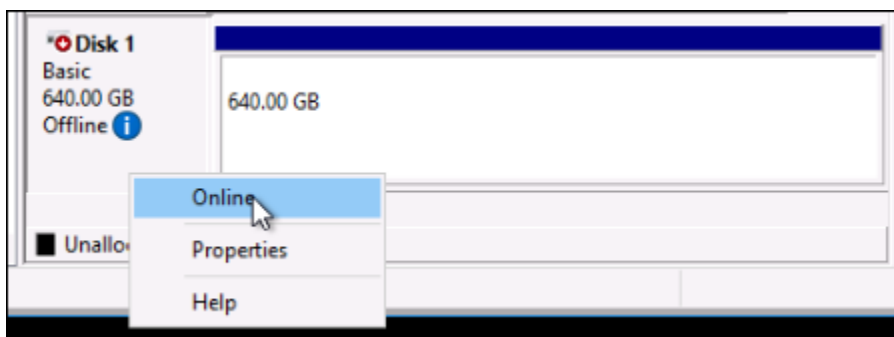 Disk 1
Basic
640.00 GB
Offline
640.00 GB
Online
Unallo
Properties
Help